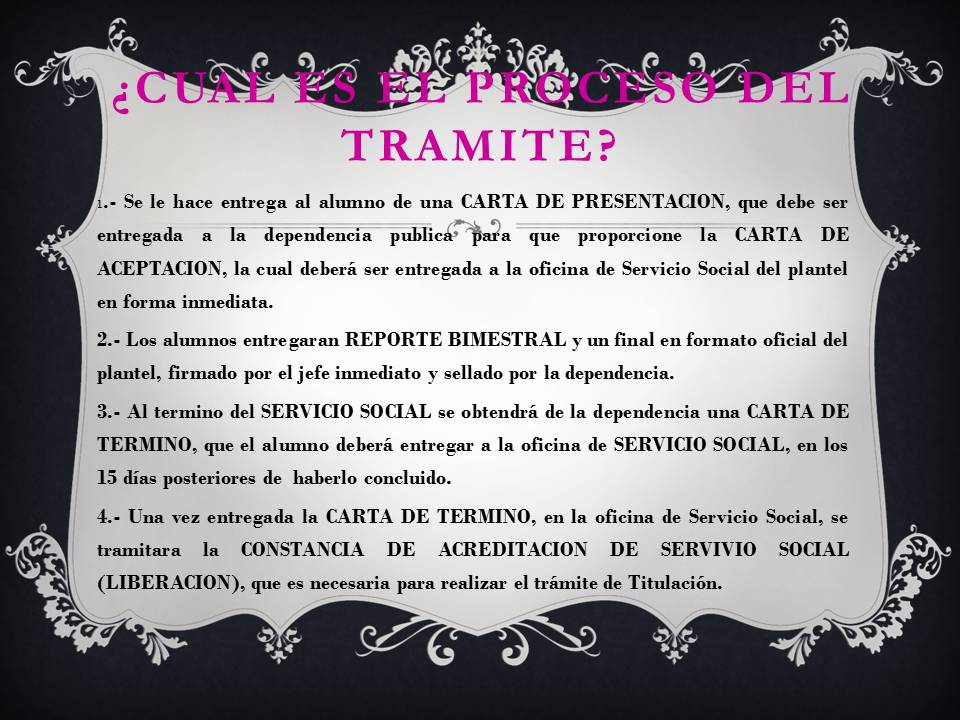 ¿CUAL ES EL PROCESO DEL
TRAMITE?
1.- Se le hace entrega al alumno de una CARTA DE PRESENTACION, que debe ser
entregada a la dependencia publica para que proporcione la CARTA DE
ACEPTACION, la cual deberá ser entregada a la oficina de Servicio Social del plantel
en forma inmediata.
2.- Los alumnos entregaran REPORTE BIMESTRAL y un final en formato oficial del
plantel, firmado por el jefe inmediato y sellado por la dependencia.
3.- Al termino del SERVICIO SOCIAL se obtendrá de la dependencia una CARTA DE
TERMINO, que el alumno deberá entregar a la oficina de SERVICIO SOCIAL, en los
15 días posteriores de haberlo concluido.
4.- Una vez entregada la CARTA DE TERMINO, en la oficina de Servicio Social, se
tramitara la CONSTANCIA DE ACREDITACION DE SERVIVIO SOCIAL
(LIBERACION), que es necesaria para realizar el trámite de Titulación.